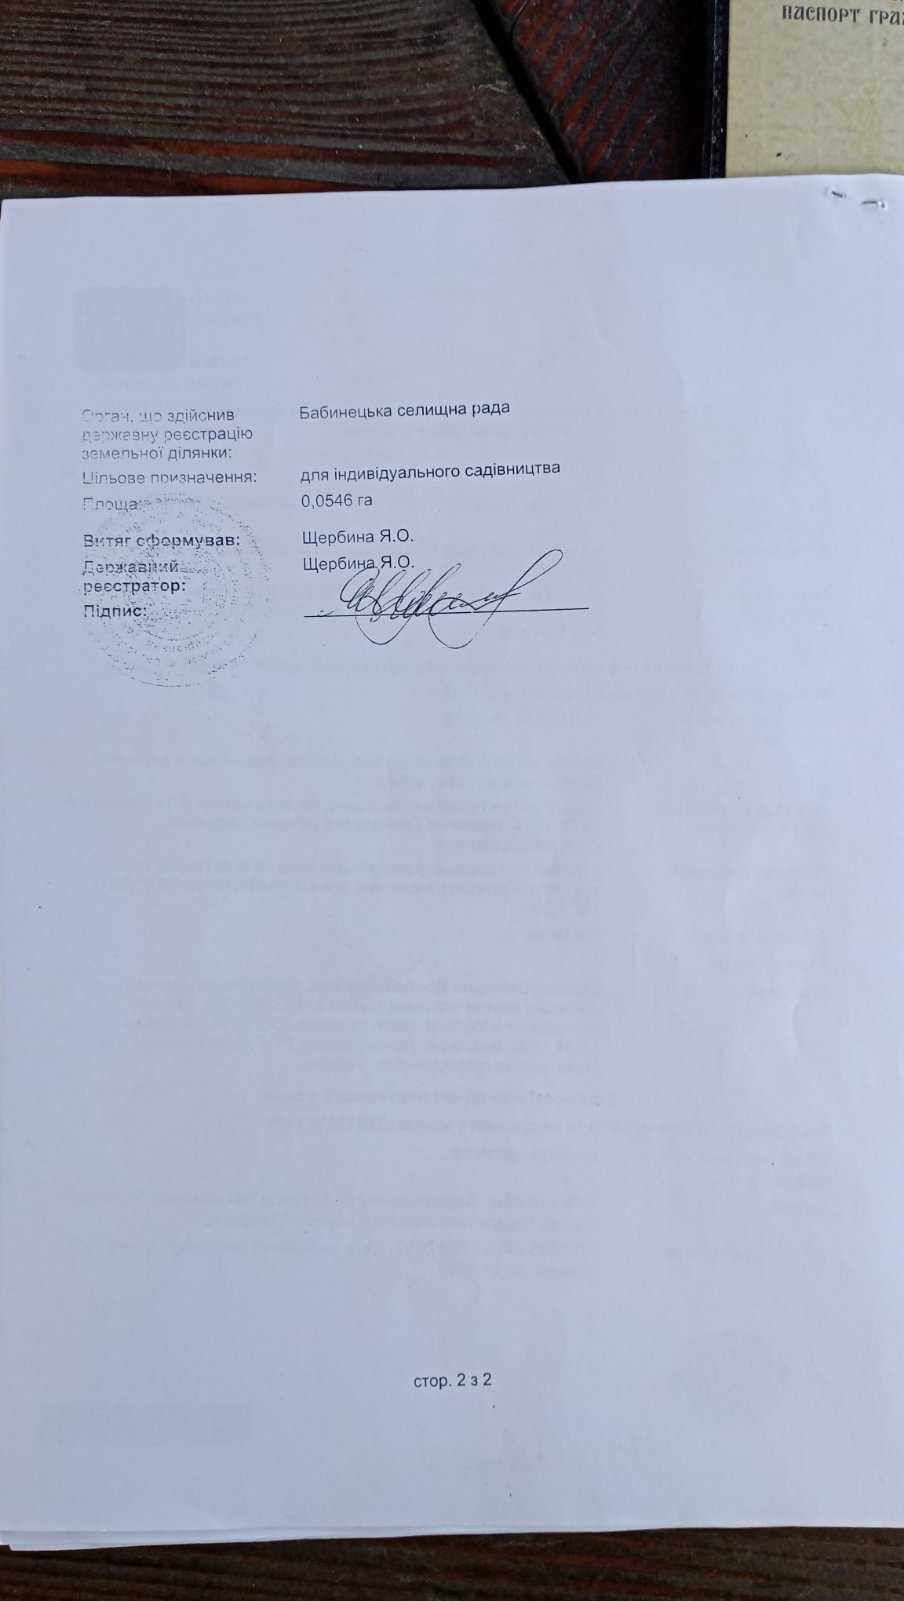 ПАСПОРТ ГРА
Орган, що здійснив
державну реєстрацію
земельної ділянки:
Бабинецька селищна рада
Цільове призначення: для індивідуального садівництва
Площа: 0,0546 га
Витяг сформував: Щербина Я.О.
Державний
реєстратор:
Щербина Я.О.
Підпис:
стор. 2 з 2